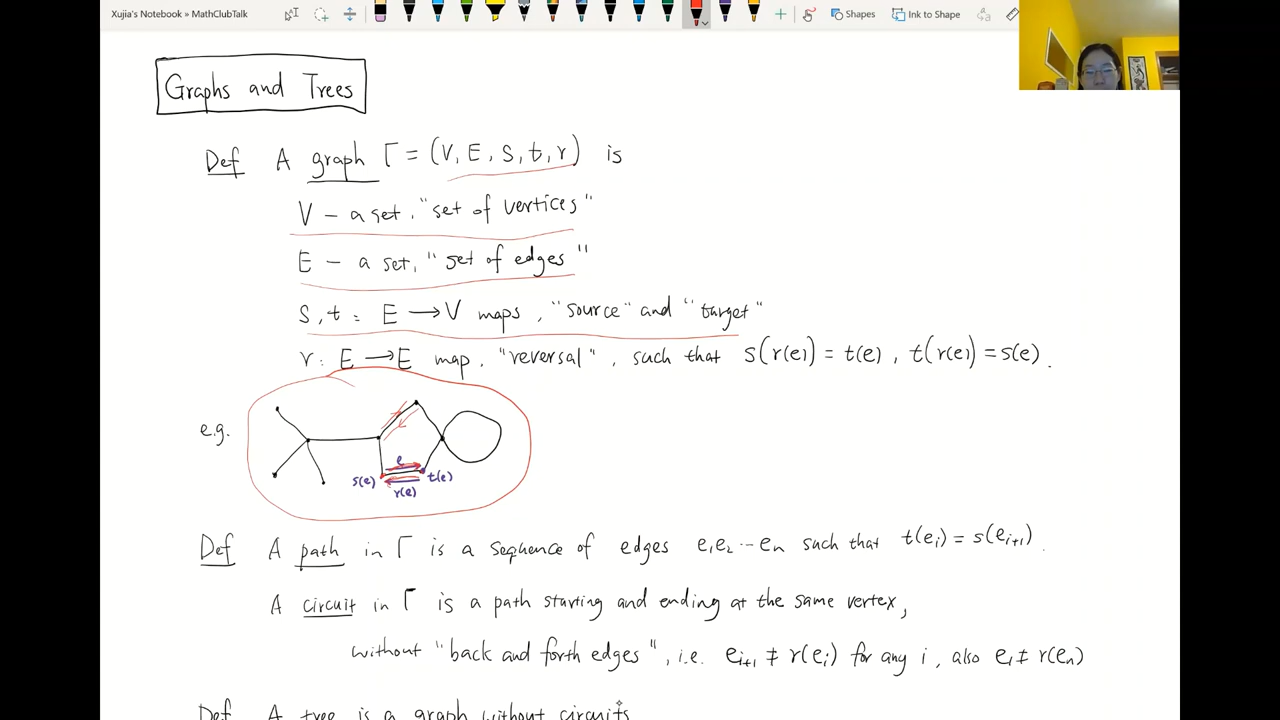 Xujia's Notebook » MathClubTalk
Shapes
Ink to Shape
Graphs and Trees
Def A graph Γ = (V, E, s, t, r) is
V – a set, "set of vertices"
E – a set, "set of edges"
s, t : E → V maps, "source" and "target"
r : E → E map, "reversal", such that s(r(e)) = t(e), t(r(e)) = s(e).
e.g.
e
s(e) t(e)
r(e)
Def A path in Γ is a sequence of edges e₁e₂⋯eₙ such that t(eᵢ) = s(eᵢ₊₁).
A circuit in Γ is a path starting and ending at the same vertex,
without "back and forth edges", i.e. eᵢ₊₁ ≠ r(eᵢ) for any i, also e₁ ≠ r(eₙ)
Def A tree is a graph without circuits